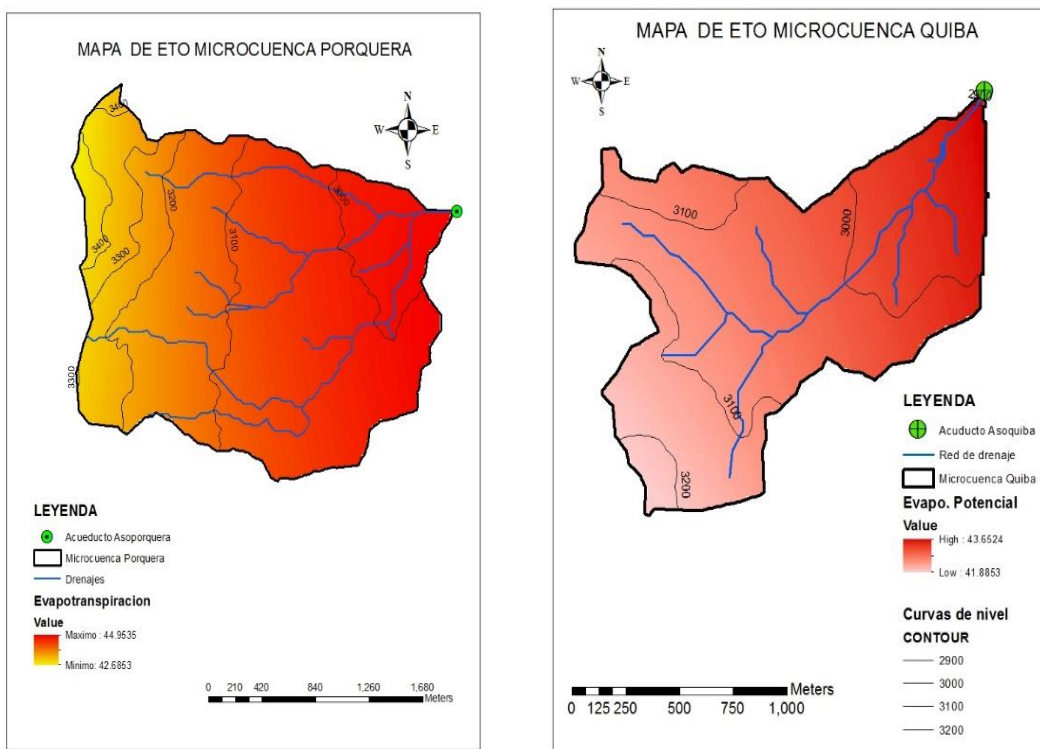 MAPA DE ETO MICROCUENCA PORQUERA
N
W E
S
3400
3200
3000
3100
3400
3300
3300
LEYENDA
Acueducto Asoporquera
Microcuenca Porquera
Drenajes
Evapotranspiracion
Value
Maximo : 44.9535
Minimo: 42.6853
0 210 420 840 1,260 1,680
Meters
MAPA DE ETO MICROCUENCA QUIBA
N
W E
S
3100
3000
3100
3200
LEYENDA
Acuducto Asoquiba
Red de drenaje
Microcuenca Quiba
Evapo. Potencial
Value
High : 43.6524
Low : 41.8853
Curvas de nivel
CONTOUR
2900
3000
3100
3200
Meters
0 125 250 500 750 1,000